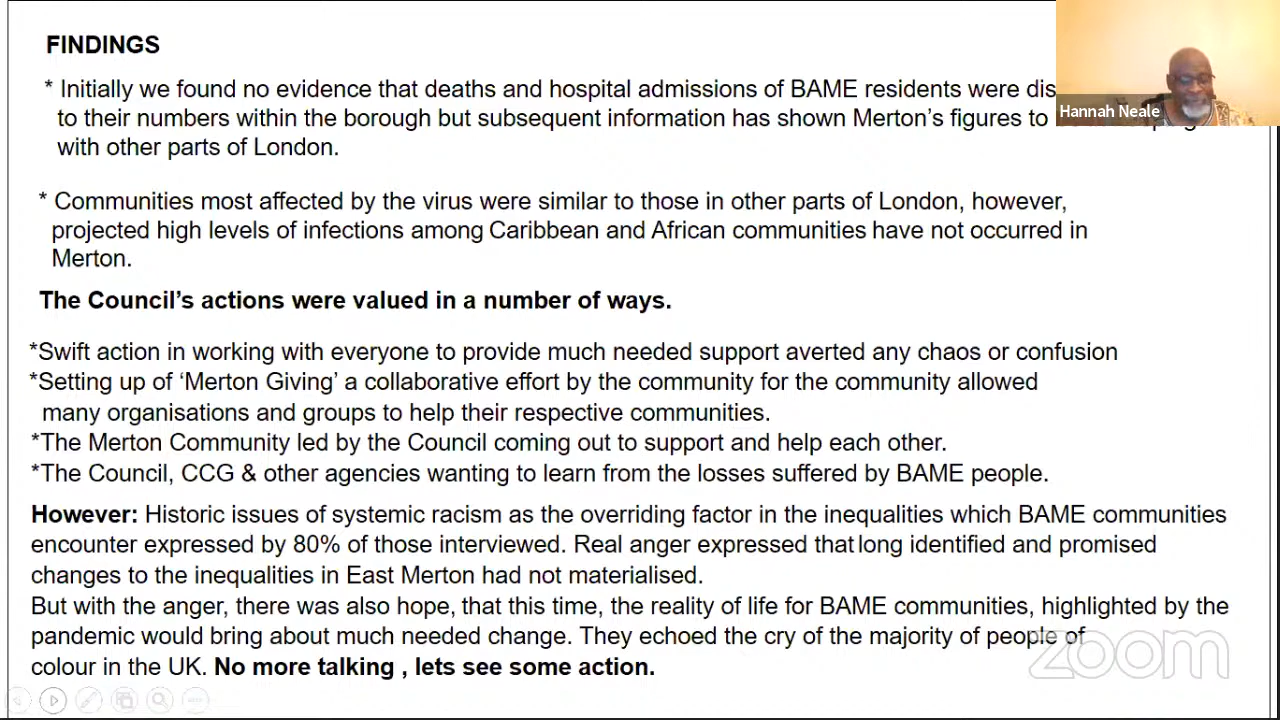 FINDINGS
* Initially we found no evidence that deaths and hospital admissions of BAME residents were dis
Hannah Neale
to their numbers within the borough but subsequent information has shown Merton's figures to
with other parts of London.
* Communities most affected by the virus were similar to those in other parts of London, however,
projected high levels of infections among Caribbean and African communities have not occurred in
Merton.
The Council's actions were valued in a number of ways.
*Swift action in working with everyone to provide much needed support averted any chaos or confusion
*Setting up of 'Merton Giving' a collaborative effort by the community for the community allowed
many organisations and groups to help their respective communities.
*The Merton Community led by the Council coming out to support and help each other.
*The Council, CCG & other agencies wanting to learn from the losses suffered by BAME people.
However: Historic issues of systemic racism as the overriding factor in the inequalities which BAME communities
encounter expressed by 80% of those interviewed. Real anger expressed that long identified and promised
changes to the inequalities in East Merton had not materialised.
But with the anger, there was also hope, that this time, the reality of life for BAME communities, highlighted by the
pandemic would bring about much needed change. They echoed the cry of the majority of people of
colour in the UK. No more talking , lets see some action.
zoom